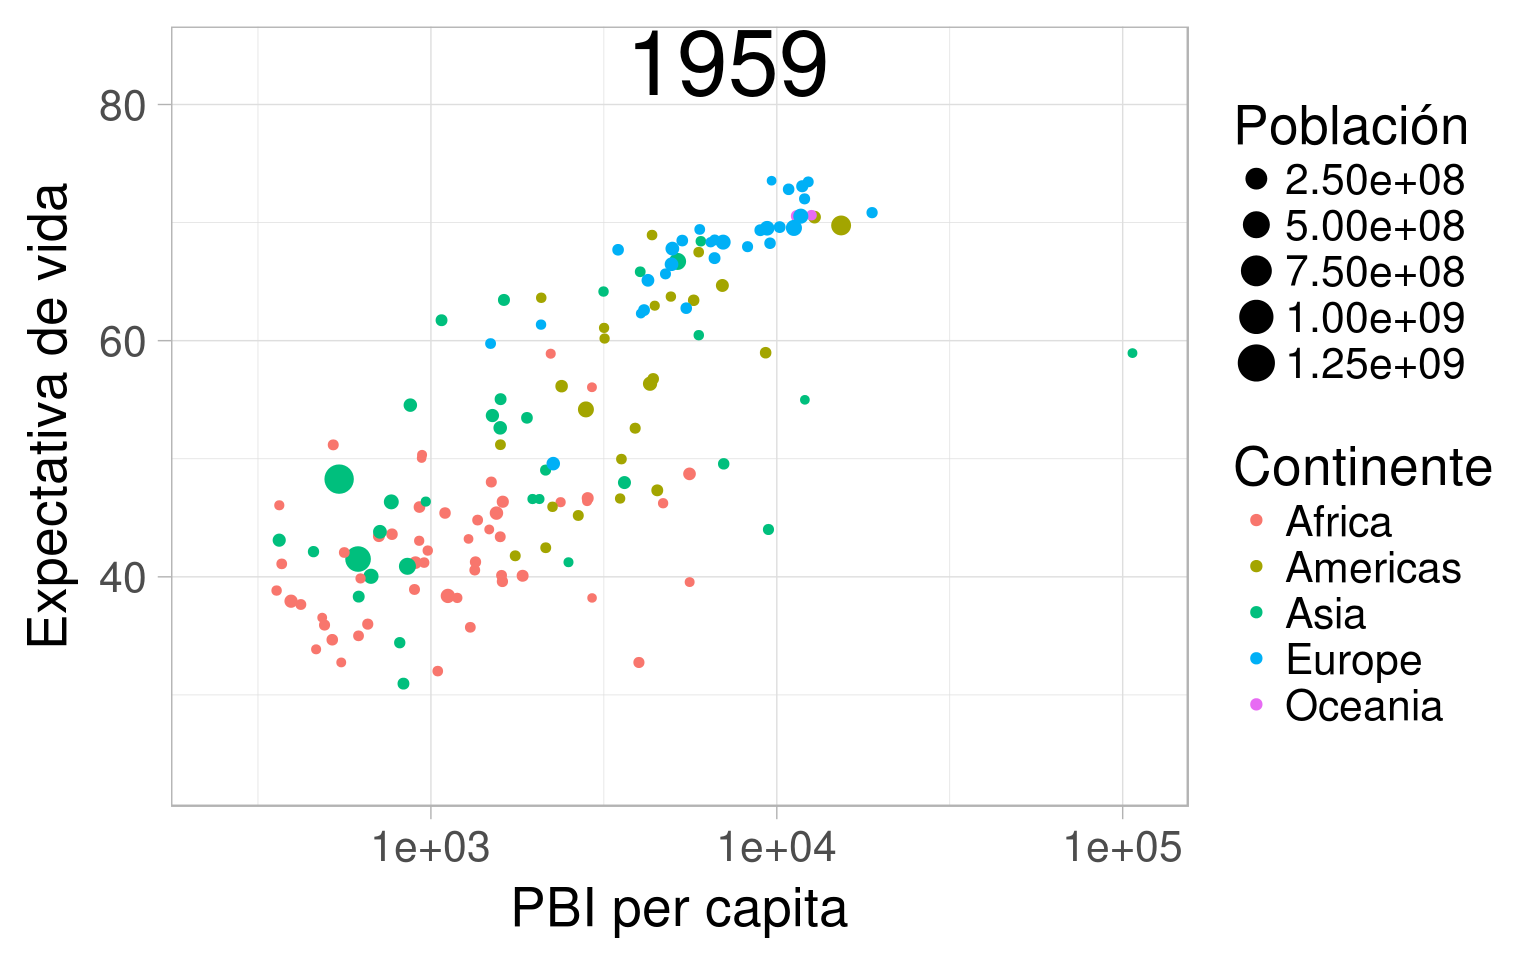 1959
Expectativa de vida
80
60
40
1e+03
1e+04
1e+05
PBI per capita
Población
2.50e+08
5.00e+08
7.50e+08
1.00e+09
1.25e+09
Continente
Africa
Americas
Asia
Europe
Oceania